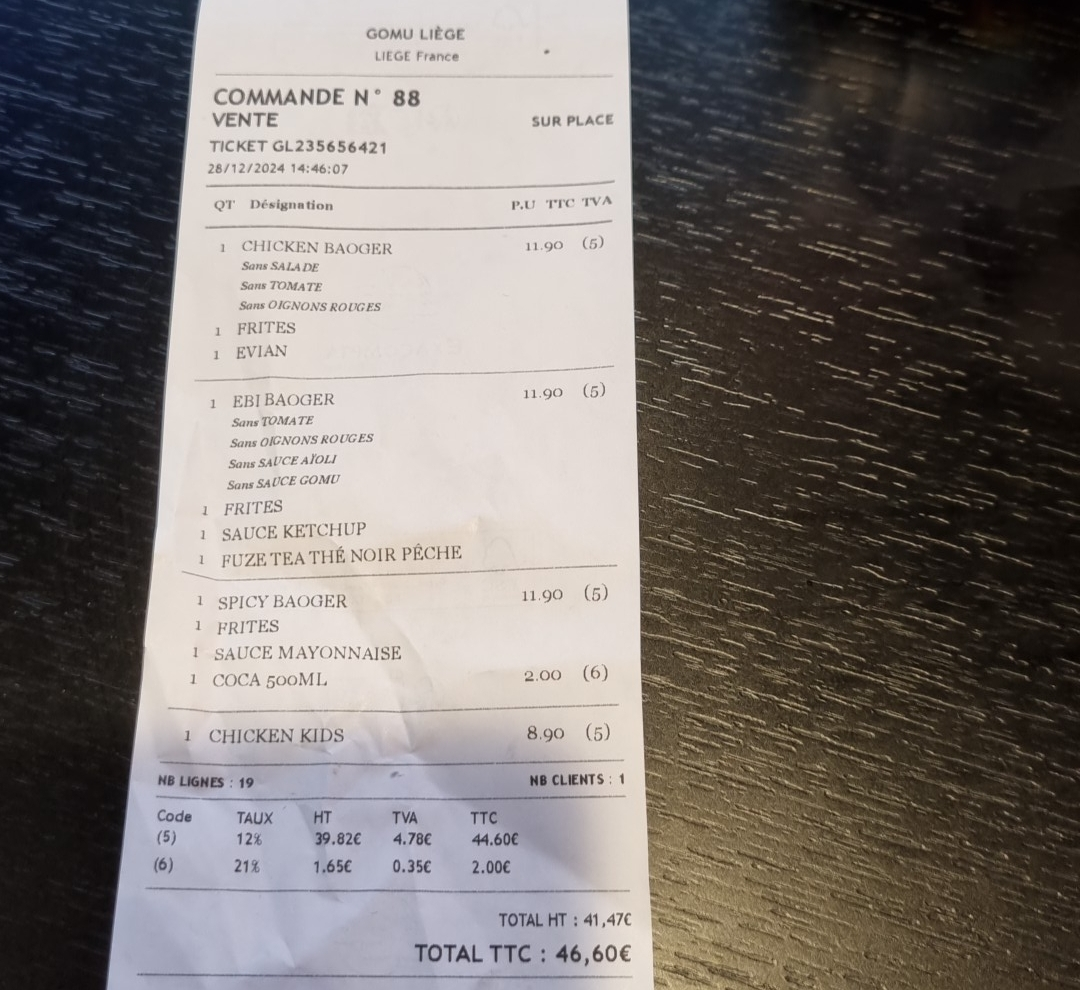 GOMU LIÈGE
LIEGE France
COMMANDE N° 88
VENTE SUR PLACE
TICKET GL235656421
28/12/2024 14:46:07
QT Désignation P.U TTC TVA
1 CHICKEN BAOGER 11.90 (5)
Sans SALADE
Sans TOMATE
Sans OIGNONS ROUGES
1 FRITES
1 EVIAN
1 EBI BAOGER 11.90 (5)
Sans TOMATE
Sans OIGNONS ROUGES
Sans SAUCE AÏOLI
Sans SAUCE GOMU
1 FRITES
1 SAUCE KETCHUP
1 FUZE TEA THÉ NOIR PÊCHE
1 SPICY BAOGER 11.90 (5)
1 FRITES
1 SAUCE MAYONNAISE
1 COCA 500ML 2.00 (6)
1 CHICKEN KIDS 8.90 (5)
NB LIGNES : 19 NB CLIENTS : 1
Code TAUX HT TVA TTC
(5) 12% 39.82€ 4.78€ 44.60€
(6) 21% 1.65€ 0.35€ 2.00€
TOTAL HT : 41,47€
TOTAL TTC : 46,60€